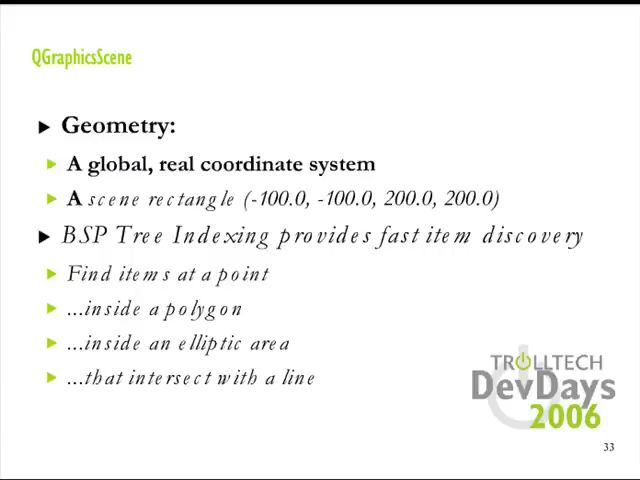 QGraphicsScene
Geometry:
A global, real coordinate system
A scene rectangle (-100.0, -100.0, 200.0, 200.0)
BSP Tree Indexing provides fast item discovery
Find items at a point
...inside a polygon
...inside an elliptic area
...that intersect with a line
TROLLTECH
DevDays
2006
33